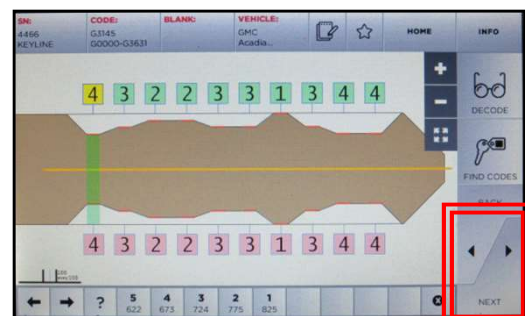 SN:
4466
KEYLINE
CODE:
G3145
G0000-G3631
BLANK:
VEHICLE:
GMC
Acadia...
HOME
INFO
+
-
4 3 2 2 3 3 1 3 4 4
DECODE
FIND CODES
BACK
4 3 2 2 3 3 1 3 4 4
?
5 4 3 2 1
622 673 724 775 825
NEXT